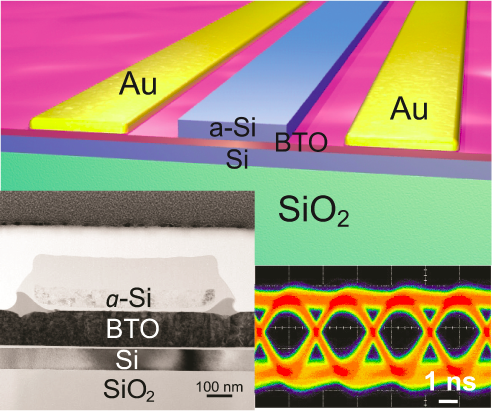 Au
Au
a-Si
BTO
Si
SiO₂
a-Si
BTO
Si
SiO₂
100 nm
1 ns